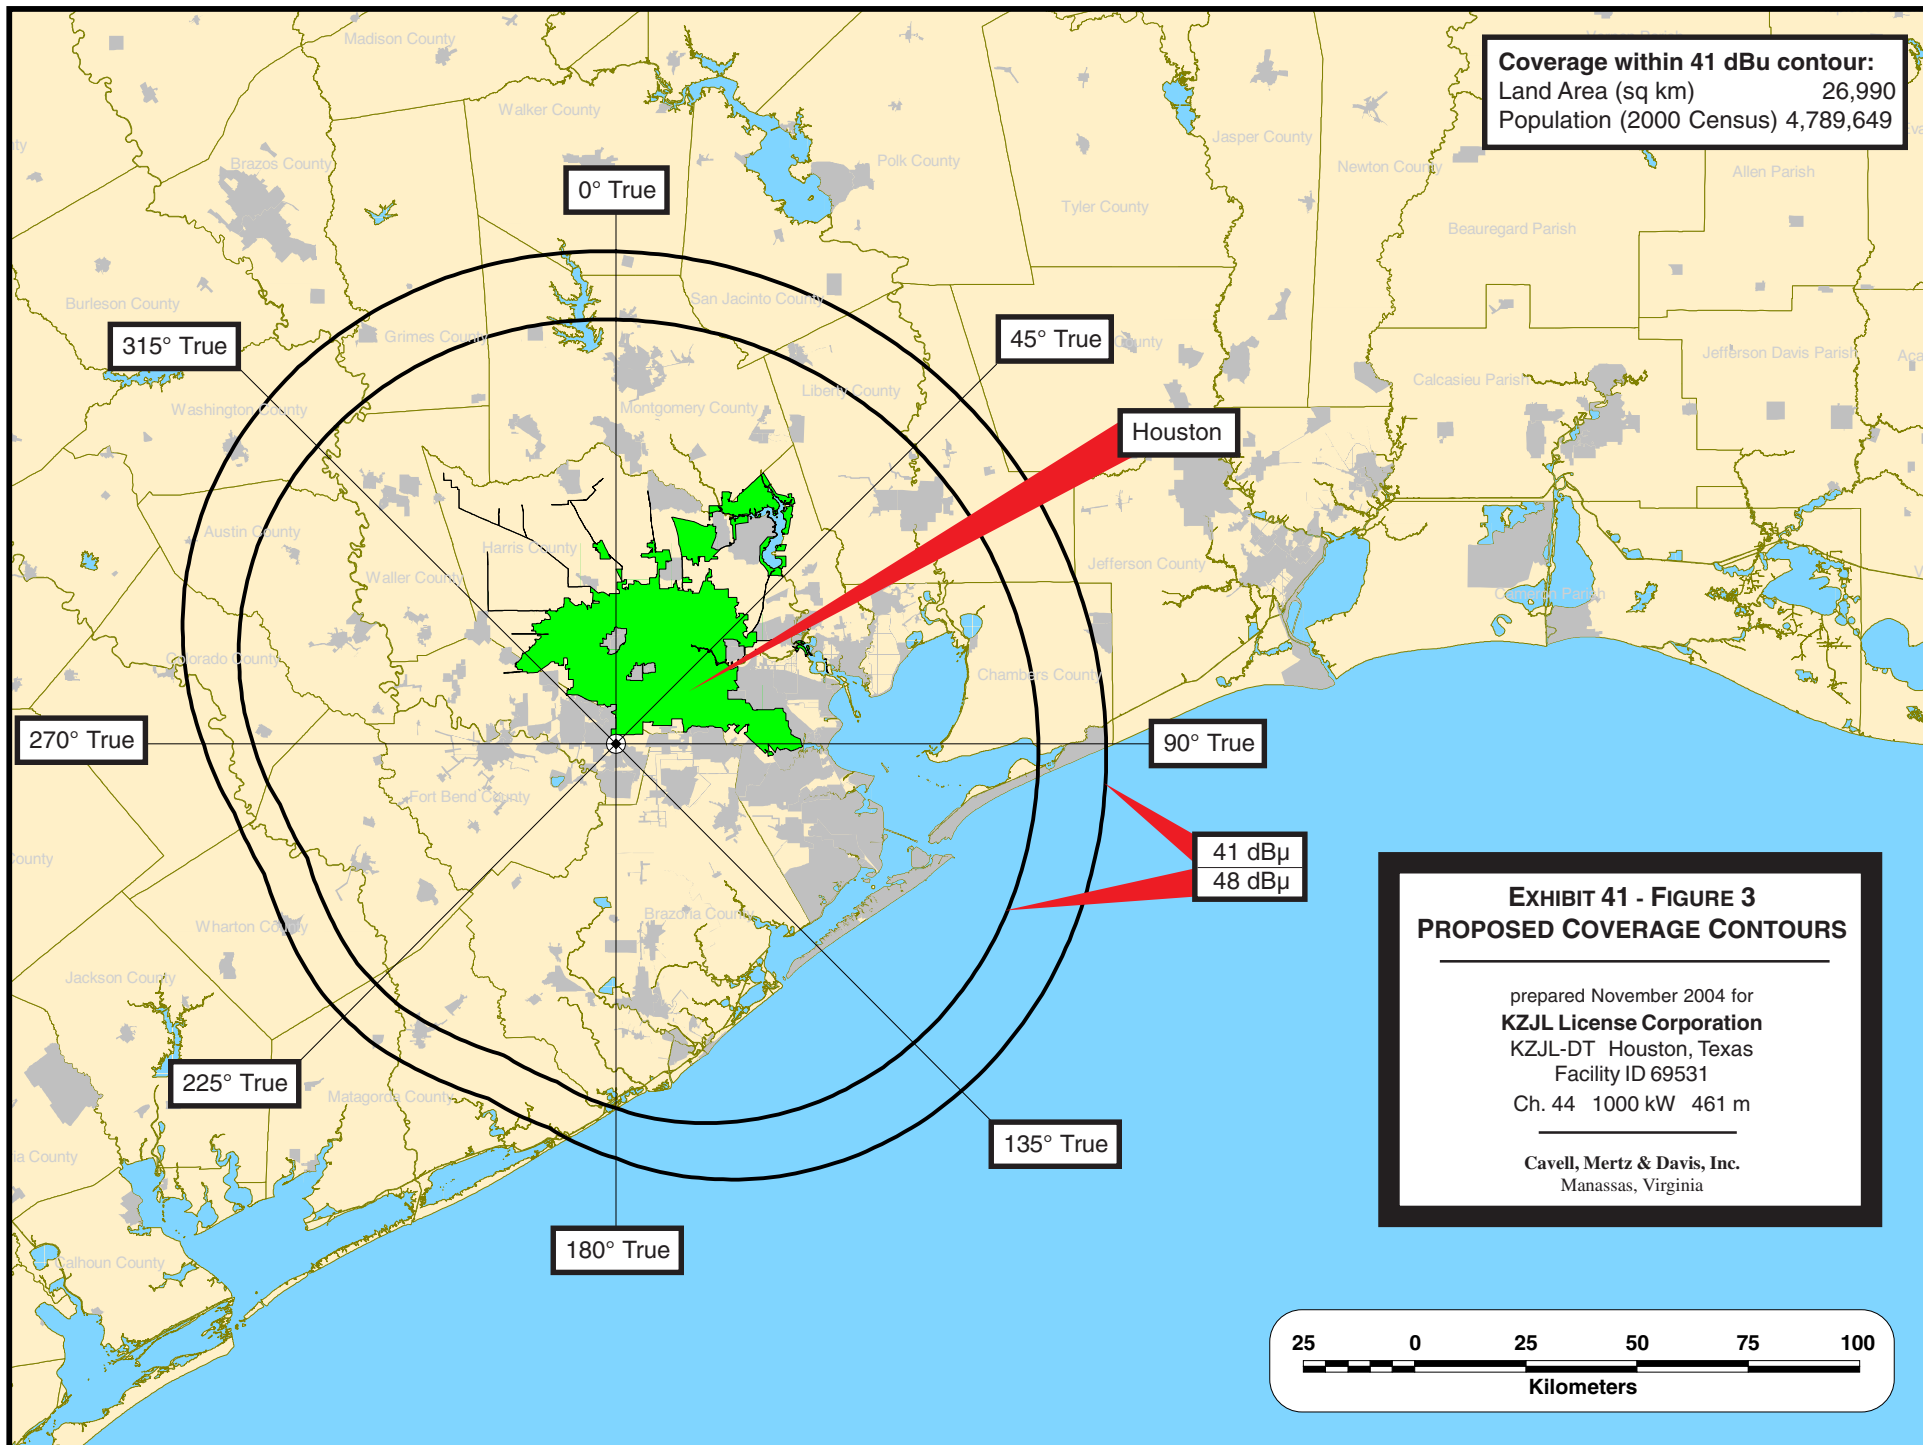 Madison County
Walker County
Brazos County
Polk County
Jasper County
Newton County
Allen Parish
Tyler County
Beauregard Parish
Coverage within 41 dBu contour:
Land Area (sq km) 26,990
Population (2000 Census) 4,789,649
0° True
Burleson County
San Jacinto County
Grimes County
315° True
45° True
County
Jefferson Davis Parish
Calcasieu Parish
Washington County
Montgomery County
Liberty County
Houston
Austin County
Harris County
Waller County
Jefferson County
Cameron Parish
Colorado County
Chambers County
270° True
90° True
Fort Bend County
County
41 dBµ
48 dBµ
Wharton County
Brazoria County
Jackson County
225° True
Matagorda County
135° True
ia County
180° True
Calhoun County
EXHIBIT 41 - FIGURE 3
PROPOSED COVERAGE CONTOURS
prepared November 2004 for
KZJL License Corporation
KZJL-DT Houston, Texas
Facility ID 69531
Ch. 44 1000 kW 461 m
Cavell, Mertz & Davis, Inc.
Manassas, Virginia
25 0 25 50 75 100
Kilometers